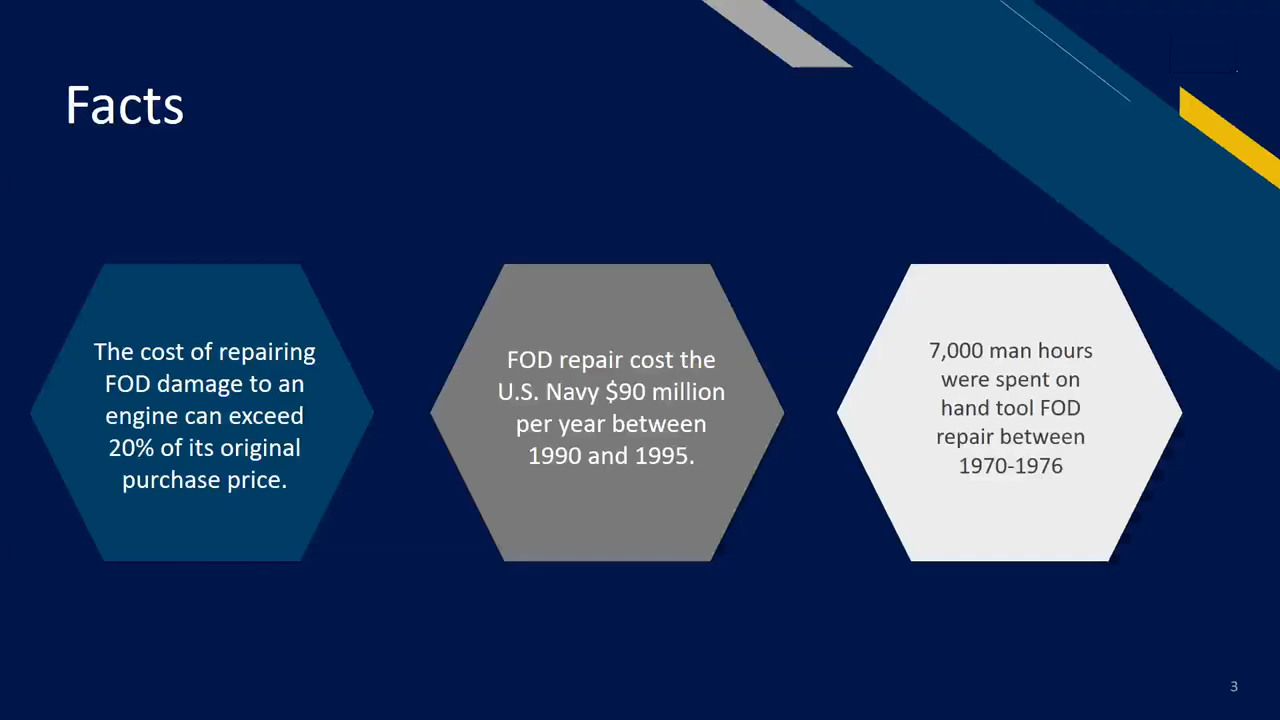 Facts
The cost of repairing
FOD damage to an
engine can exceed
20% of its original
purchase price.
FOD repair cost the
U.S. Navy $90 million
per year between
1990 and 1995.
7,000 man hours
were spent on
hand tool FOD
repair between
1970-1976
3